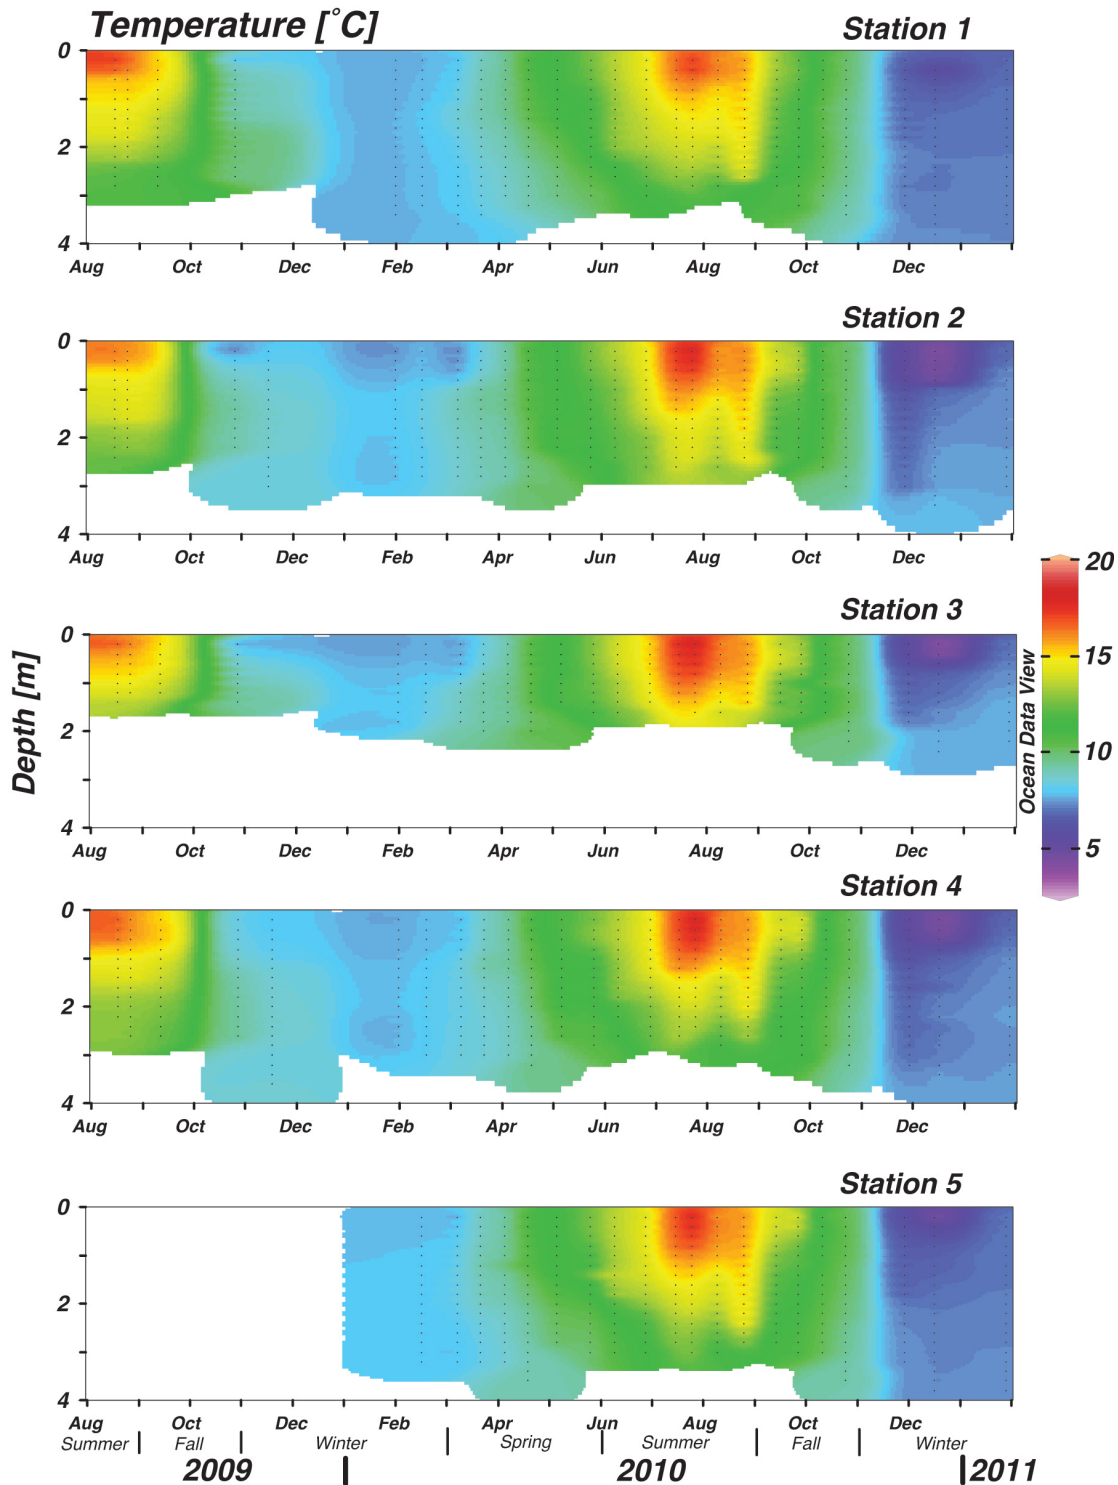 Temperature [˚C]
Station 1
0
2
4
Aug Oct Dec Feb Apr Jun Aug Oct Dec
Station 2
0
2
4
Aug Oct Dec Feb Apr Jun Aug Oct Dec
Station 3
0
2
4
Aug Oct Dec Feb Apr Jun Aug Oct Dec
Depth [m]
Ocean Data View
20
15
10
5
Station 4
0
2
4
Aug Oct Dec Feb Apr Jun Aug Oct Dec
Station 5
0
2
4
Aug Oct Dec Feb Apr Jun Aug Oct Dec
Summer Fall Winter Spring Summer Fall Winter
2009 2010 2011